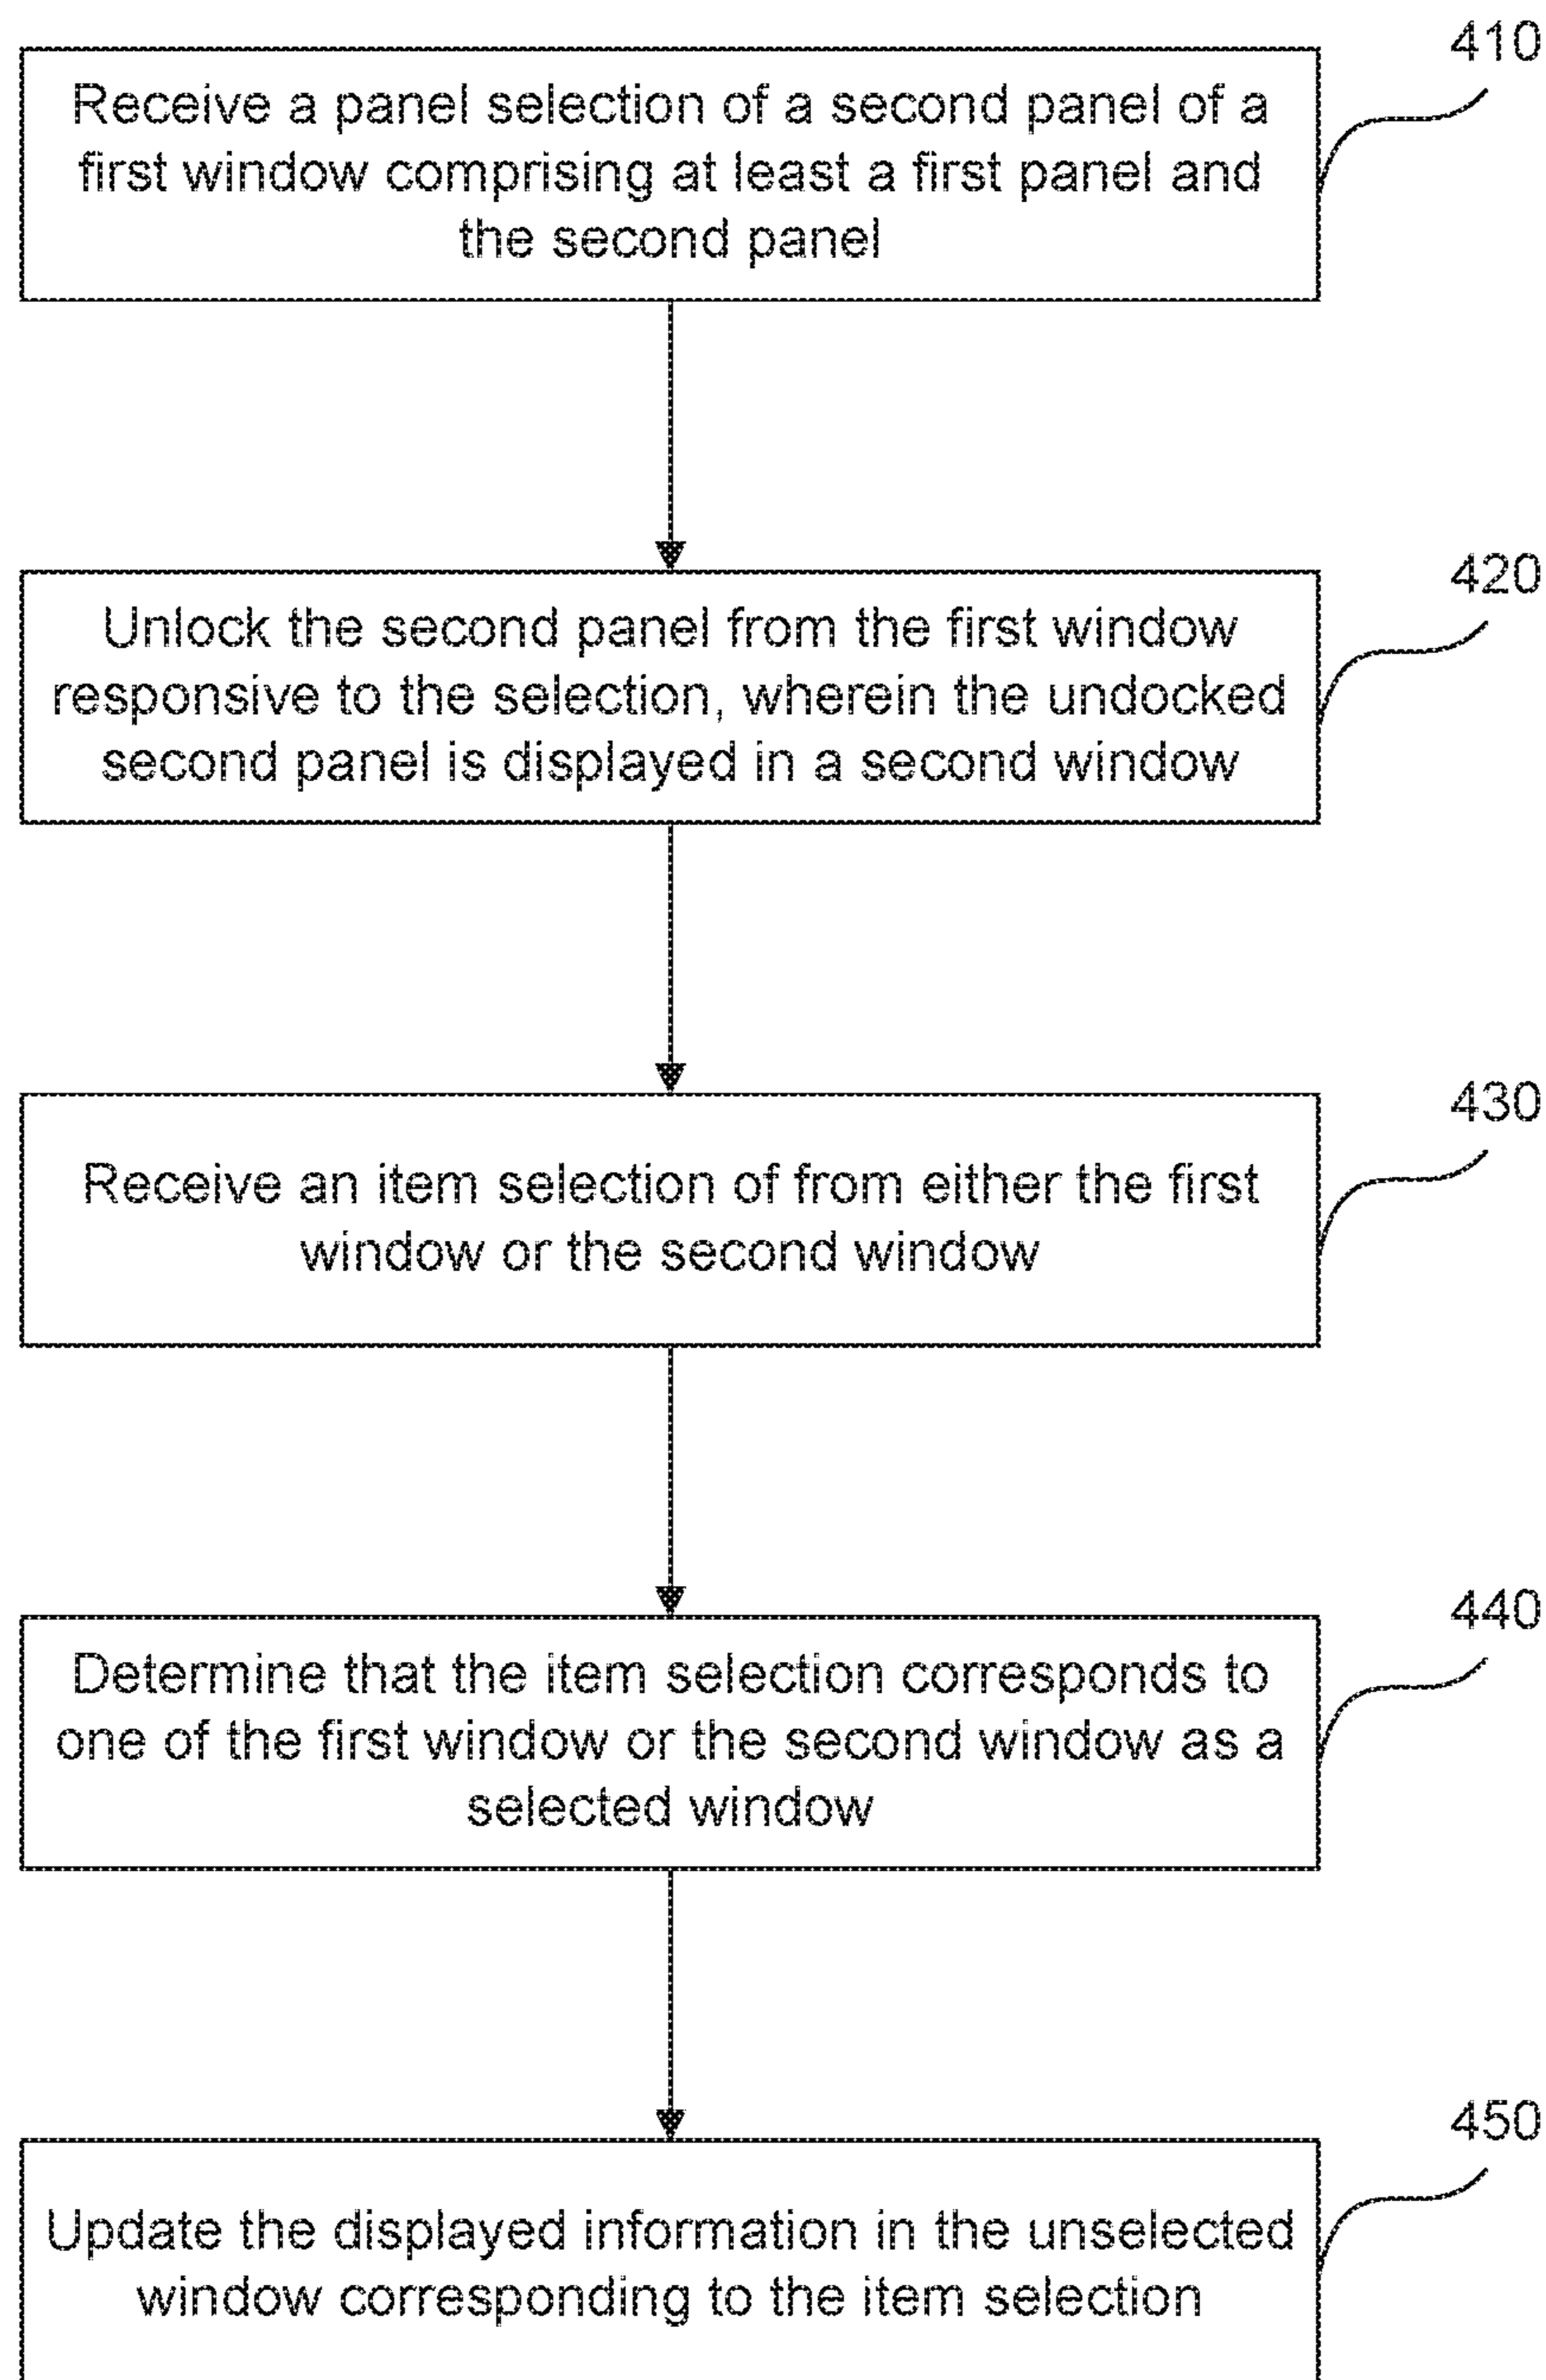 410
Receive a panel selection of a second panel of a
first window comprising at least a first panel and
the second panel
420
Unlock the second panel from the first window
responsive to the selection, wherein the undocked
second panel is displayed in a second window
430
Receive an item selection of from either the first
window or the second window
440
Determine that the item selection corresponds to
one of the first window or the second window as a
selected window
450
Update the displayed information in the unselected
window corresponding to the item selection